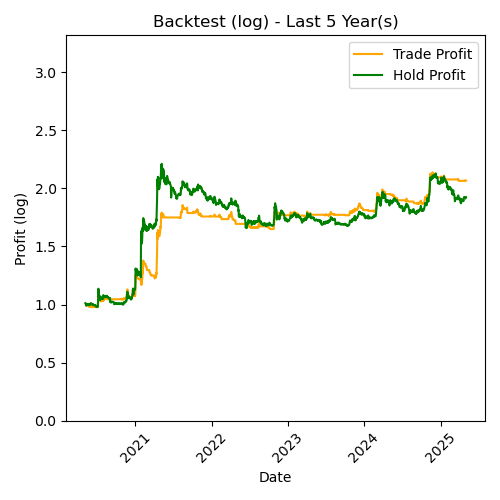 Backtest (log) - Last 5 Year(s)
Trade Profit
Hold Profit
Profit (log)
3.0
2.5
2.0
1.5
1.0
0.5
0.0
2021
2022
2023
2024
2025
Date